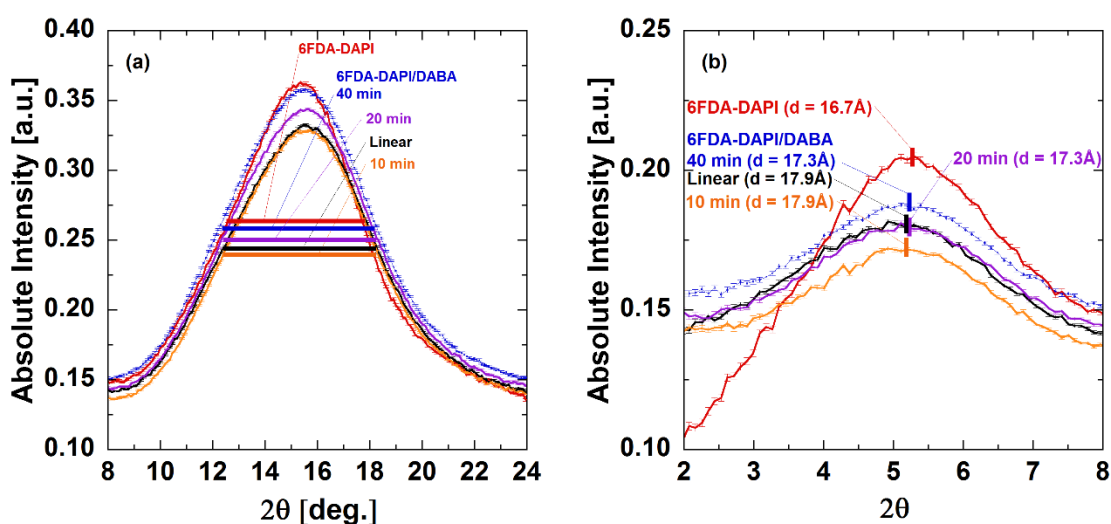 (a)
6FDA-DAPI
6FDA-DAPI/DABA
40 min
20 min
Linear
10 min
Absolute Intensity [a.u.]
0.40
0.35
0.30
0.25
0.20
0.15
0.10
8 10 12 14 16 18 20 22 24
2θ [deg.]
(b)
6FDA-DAPI (d = 16.7Å)
6FDA-DAPI/DABA
40 min (d = 17.3Å)
20 min (d = 17.3Å)
Linear (d = 17.9Å)
10 min (d = 17.9Å)
Absolute Intensity [a.u.]
0.25
0.20
0.15
0.10
2 3 4 5 6 7 8
2θ